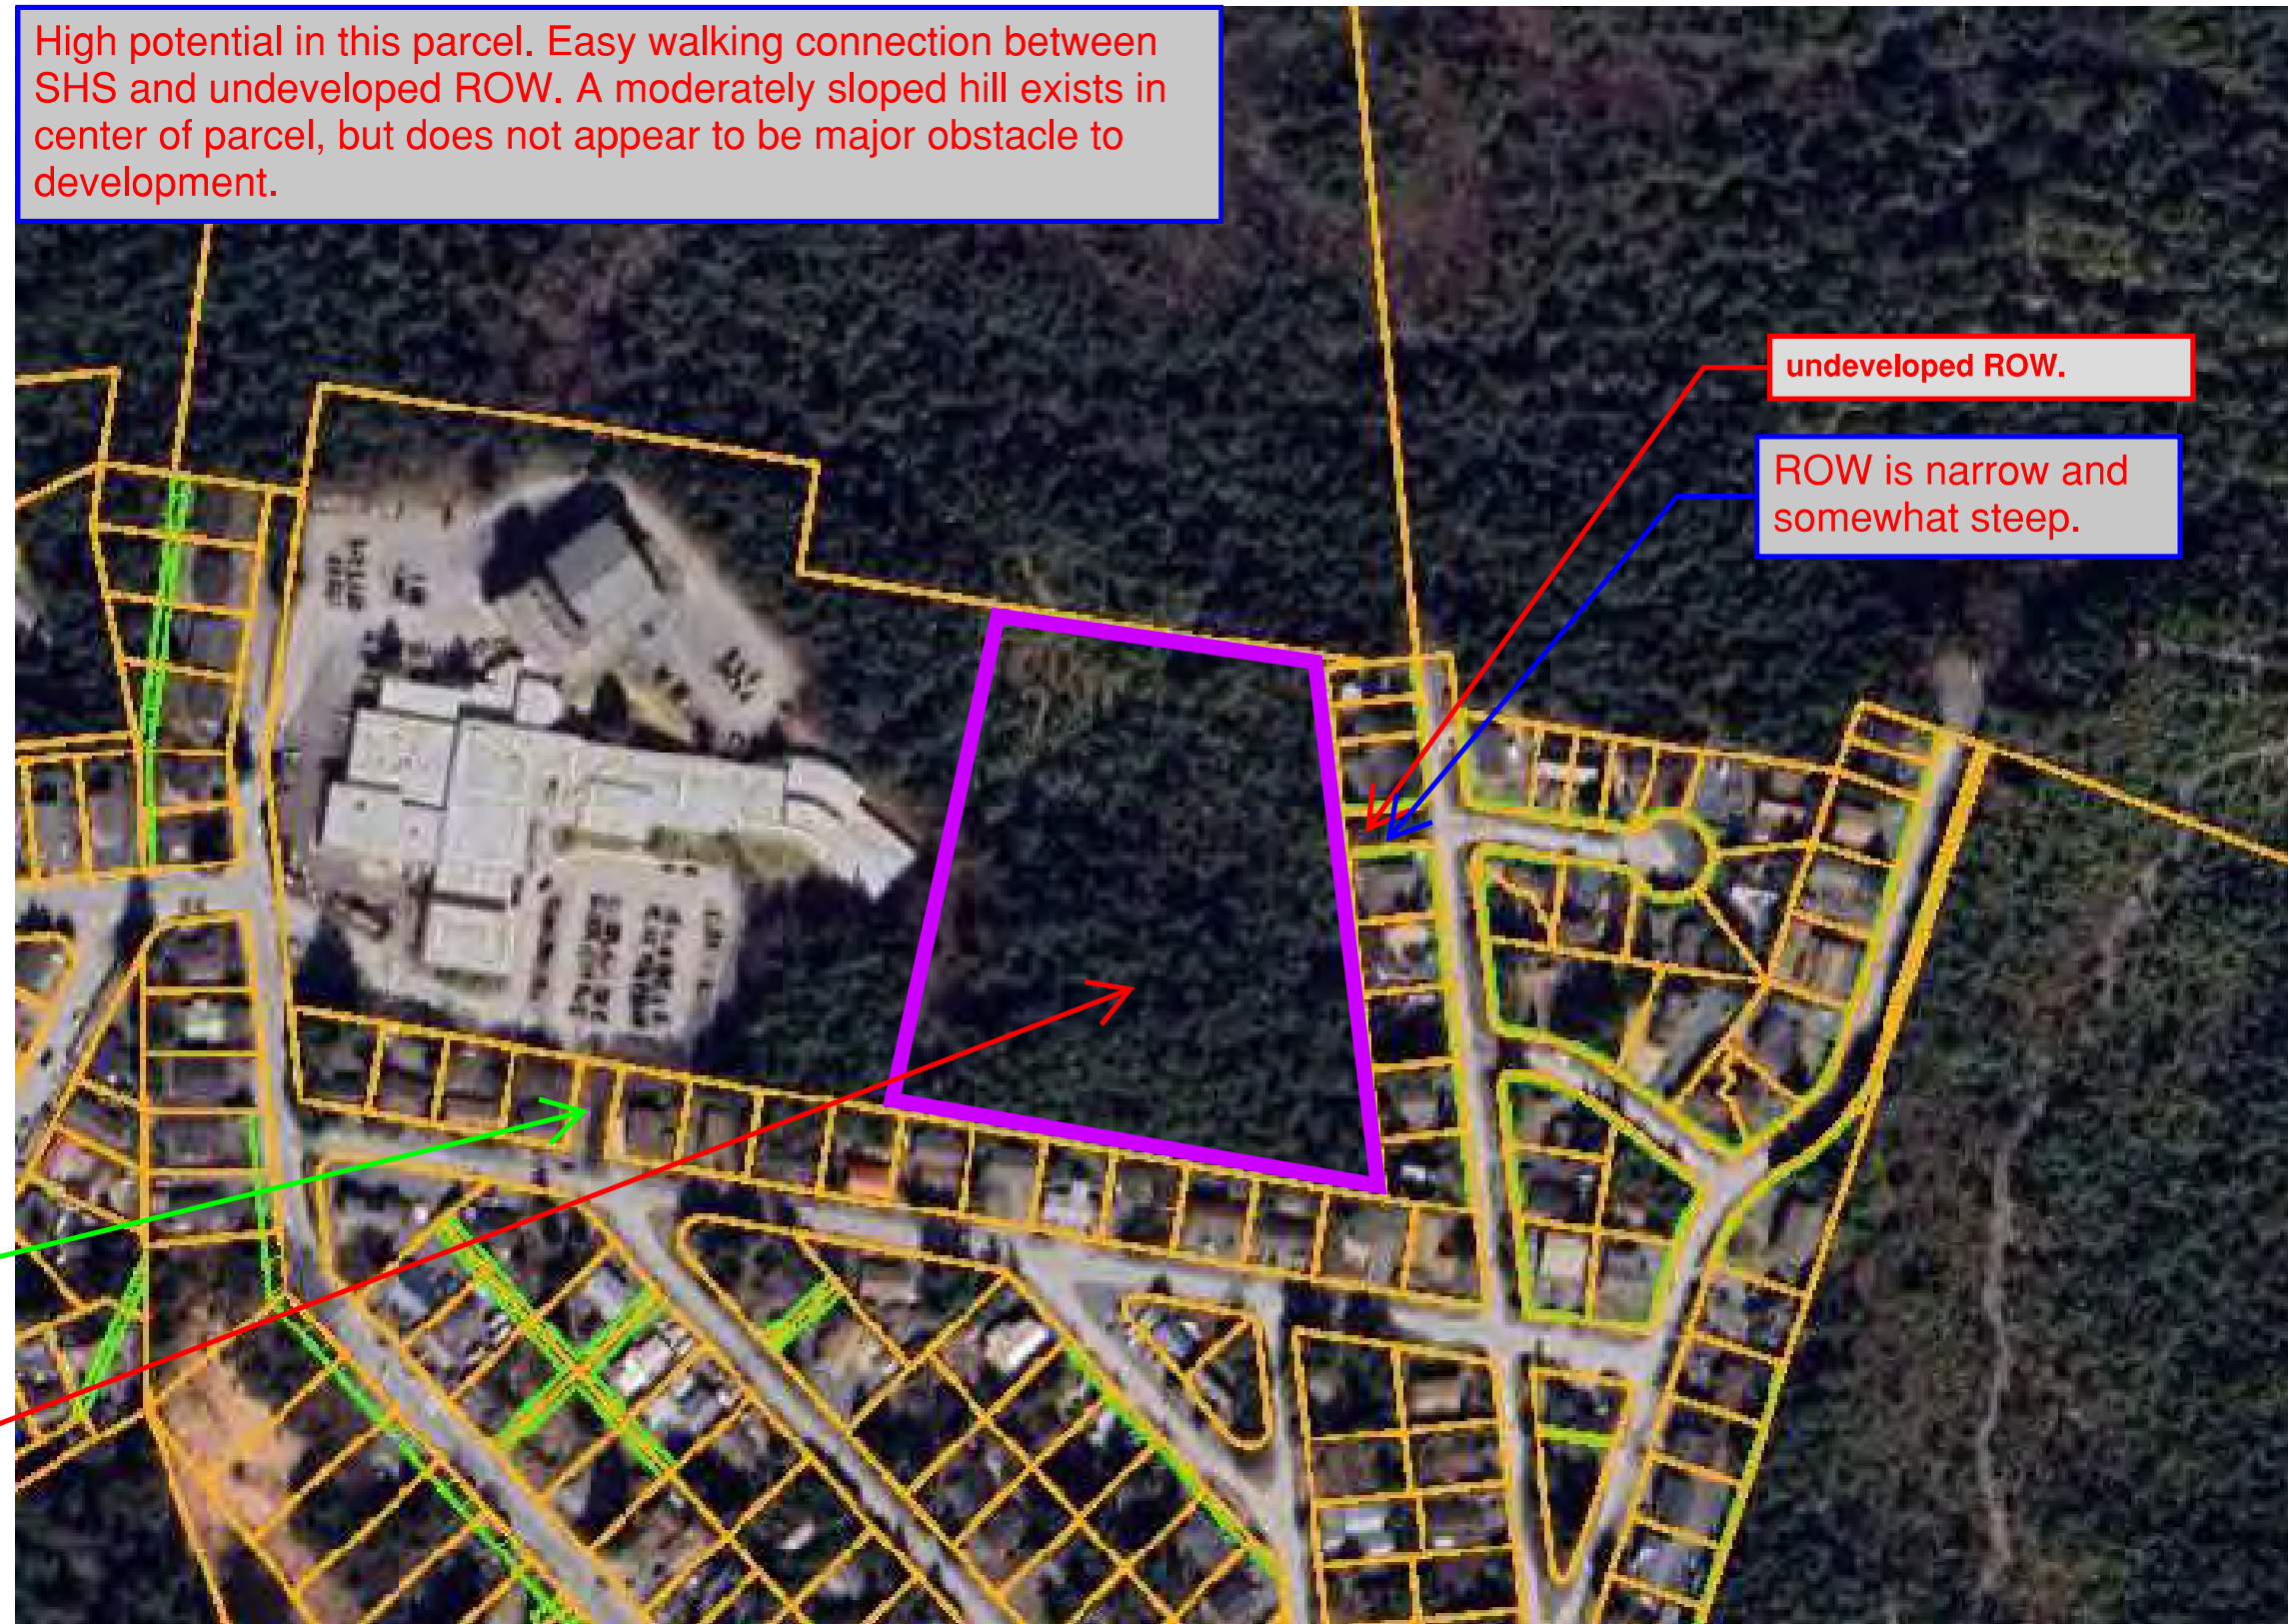 High potential in this parcel. Easy walking connection between
SHS and undeveloped ROW. A moderately sloped hill exists in
center of parcel, but does not appear to be major obstacle to
development.
undeveloped ROW.
ROW is narrow and
somewhat steep.